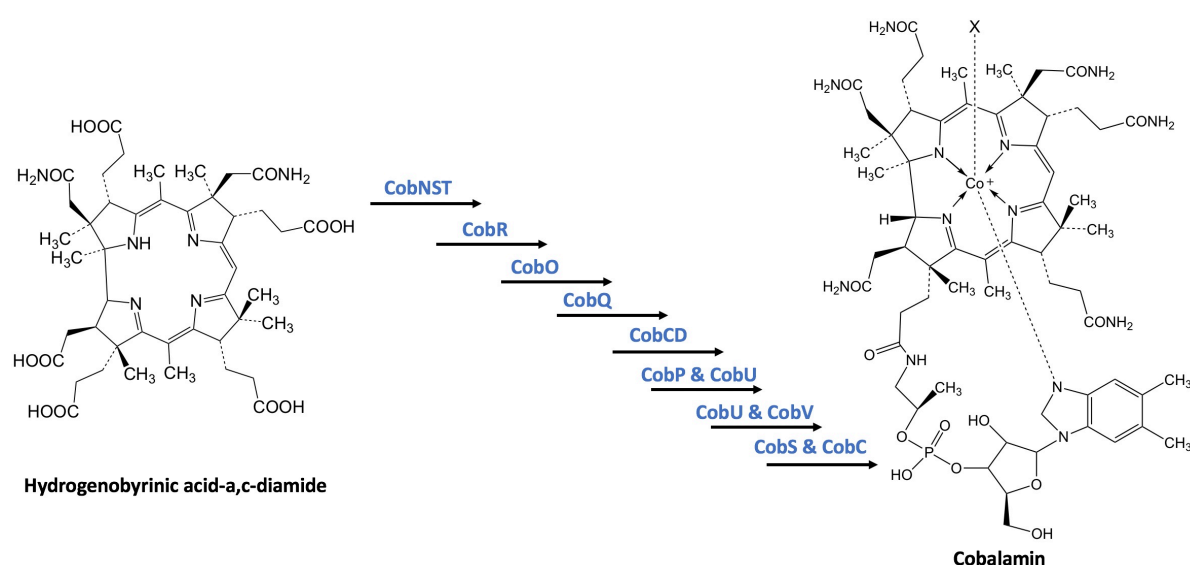 HOOC
H₂NOC
H₃C
H₃C
CONH₂
COOH
H₃C
H₃C
NH
N
N
N
CH₃
CH₃
HOOC
HOOC
CH₃
CH₃
COOH
Hydrogenobyrinic acid-a,c-diamide
CobNST
CobR
CobO
CobQ
CobCD
CobP & CobU
CobU & CobV
CobS & CobC
H₂NOC
X
H₃C
H₃C
CONH₂
H₂NOC
CONH₂
H₃C
H₃C
N
N
Co⁺
H
N
N
CH₃
CH₃
H₂NOC
CH₃
CH₃
CONH₂
O
NH
CH₃
N
CH₃
HO
O
O
P
N
CH₃
HO
O
O
OH
Cobalamin